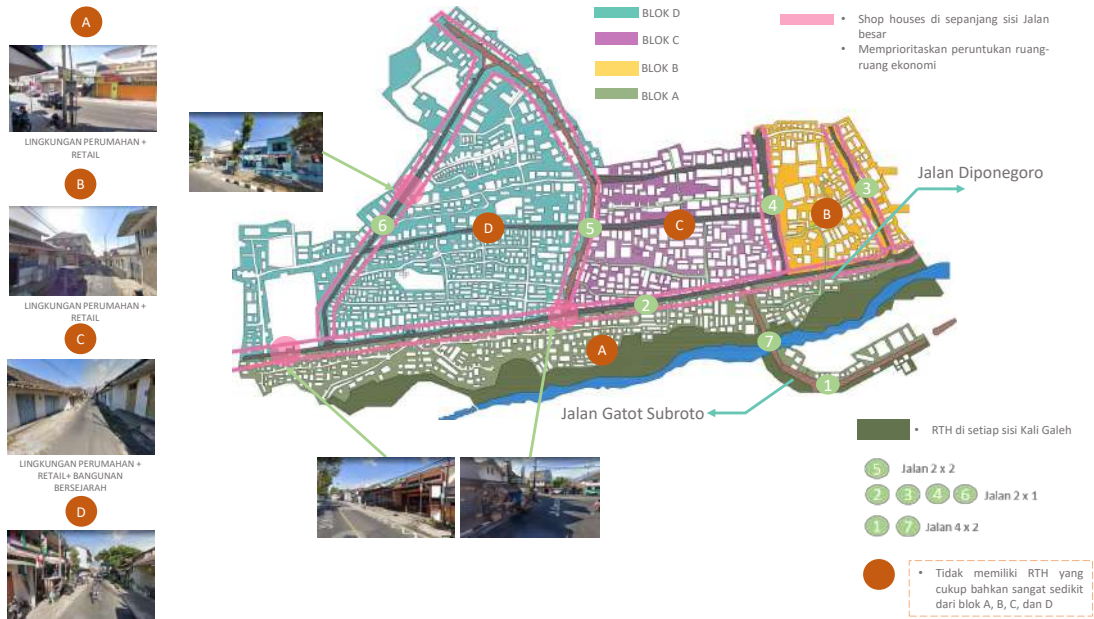 A
LINGKUNGAN PERUMAHAN +
RETAIL
B
LINGKUNGAN PERUMAHAN +
RETAIL
C
LINGKUNGAN PERUMAHAN +
RETAIL+ BANGUNAN
BERSEJARAH
D
BLOK D
BLOK C
BLOK B
BLOK A
• Shop houses di sepanjang sisi Jalan
besar
• Memprioritaskan peruntukan ruang-
ruang ekonomi
Jalan Diponegoro
3
4
B
6
D
5
C
2
A
7
1
Jalan Gatot Subroto
• RTH di setiap sisi Kali Galeh
5 Jalan 2 x 2
2 3 4 6 Jalan 2 x 1
1 7 Jalan 4 x 2
• Tidak memiliki RTH yang
cukup bahkan sangat sedikit
dari blok A, B, C, dan D